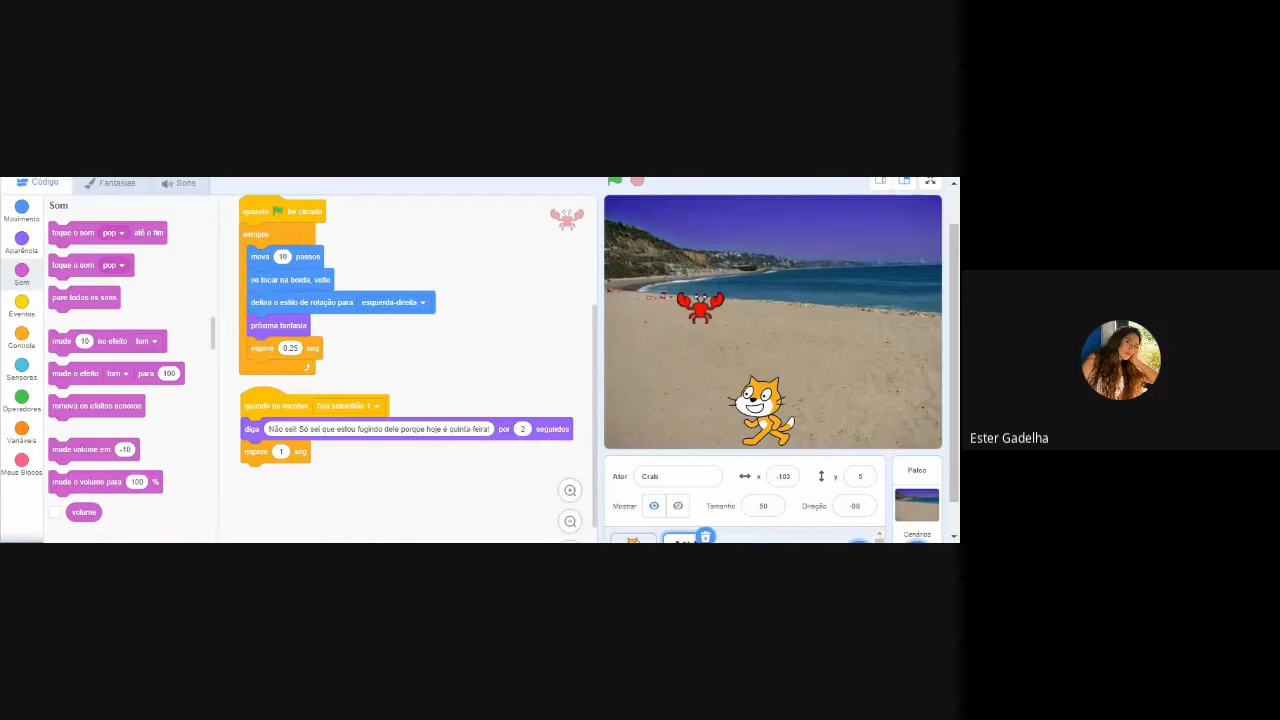 Código
Fantasias
Sons
Movimento
Aparência
Som
Eventos
Controle
Sensores
Operadores
Variáveis
Meus Blocos
Som
toque o som pop até o fim
toque o som pop
pare todos os sons
mude 10 no efeito tom
mude o efeito tom para 100
remova os efeitos sonoros
mude volume em -10
mude o volume para 100 %
volume
quando for clicado
sempre
mova 10 passos
se tocar na borda, volte
defina o estilo de rotação para esquerda-direita
próxima fantasia
espere 0.25 seg
quando eu receber fala sebastião 1
diga Não sei! Só sei que estou fugindo dele porque hoje é quinta-feira! por 2 segundos
espere 1 seg
Ator Crab x -103 y 5
Mostrar Tamanho 50 Direção -90
Palco
Cenários
Ester Gadelha